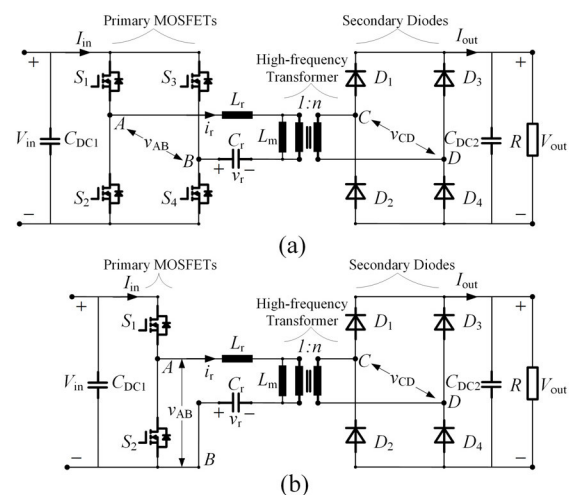 Primary MOSFETs
Secondary Diodes
I_in
I_out
+
S_1
S_3
High-frequency
Transformer
D_1
D_3
+
L_r
1:n
A
i_r
C
V_in
C_DC1
v_AB
L_m
v_CD
C_DC2
R
V_out
B
C_r
D
+ v_r −
S_2
S_4
D_2
D_4
−
−
(a)
Primary MOSFETs
Secondary Diodes
I_in
I_out
+
S_1
High-frequency
Transformer
D_1
D_3
+
L_r
1:n
A
i_r
C
V_in
C_DC1
v_AB
C_r
L_m
v_CD
C_DC2
R
V_out
+ v_r −
D
S_2
B
D_2
D_4
−
−
(b)